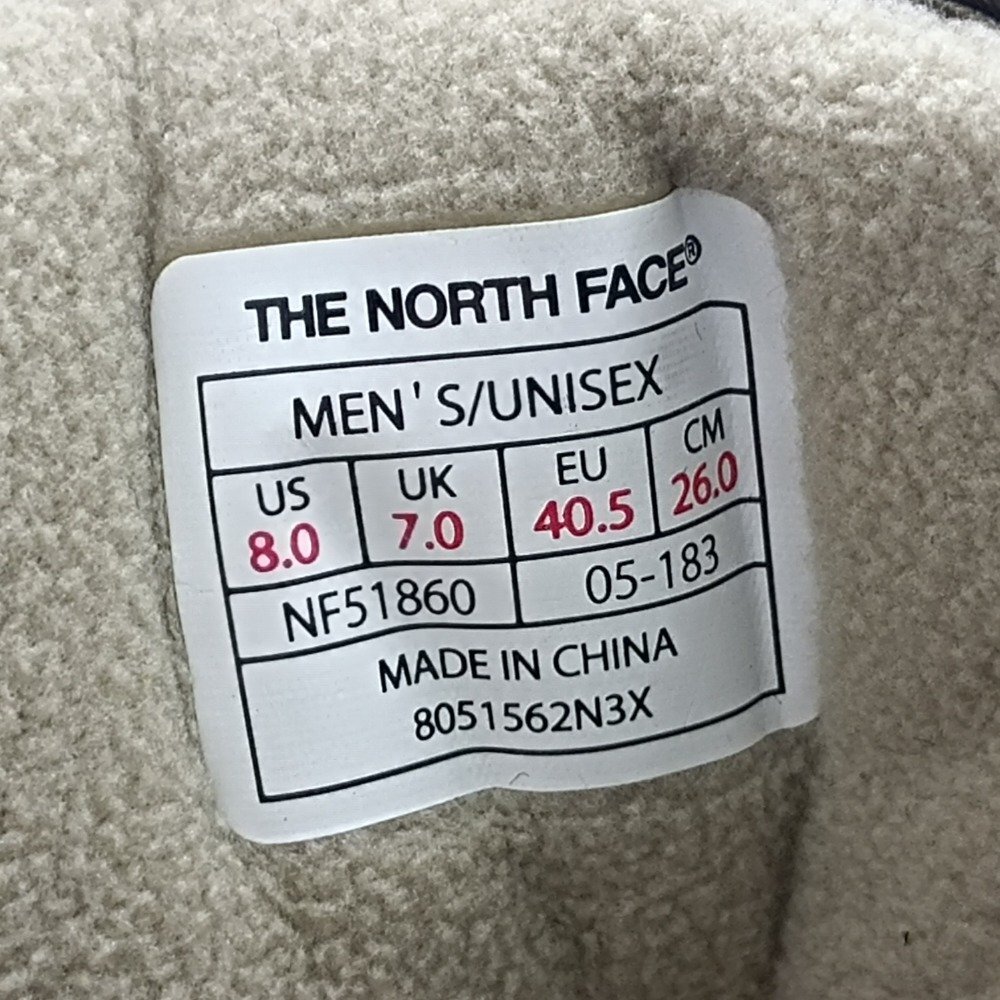 THE NORTH FACE®
MEN'S/UNISEX
US UK EU CM
8.0 7.0 40.5 26.0
NF51860 05-183
MADE IN CHINA
8051562N3X